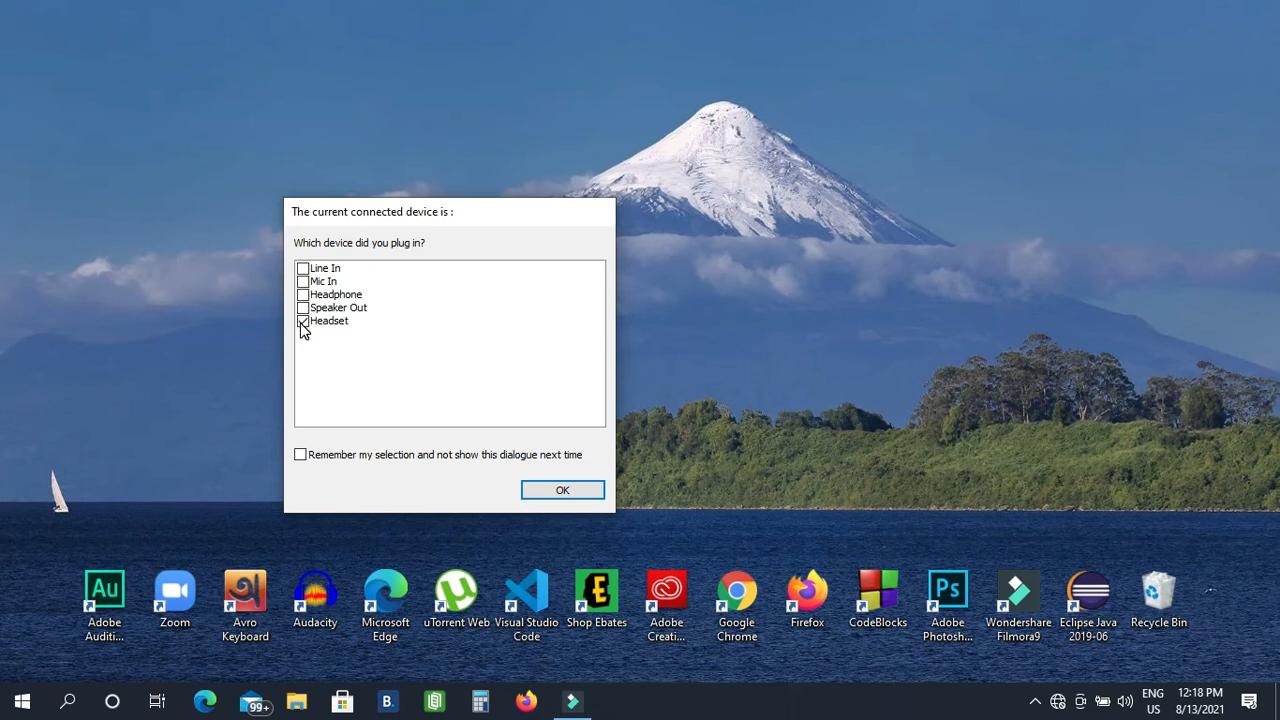 The current connected device is :
Which device did you plug in?
Line In
Mic In
Headphone
Speaker Out
Headset
Remember my selection and not show this dialogue next time
OK
Au
Ps
Adobe Auditi...
Zoom
Avro Keyboard
Audacity
Microsoft Edge
uTorrent Web
Visual Studio Code
Shop Ebates
Adobe Creati...
Google Chrome
Firefox
CodeBlocks
Adobe Photosh...
Wondershare Filmora9
Eclipse Java 2019-06
Recycle Bin
99+
B.
ENG
US
12:18 PM
8/13/2021